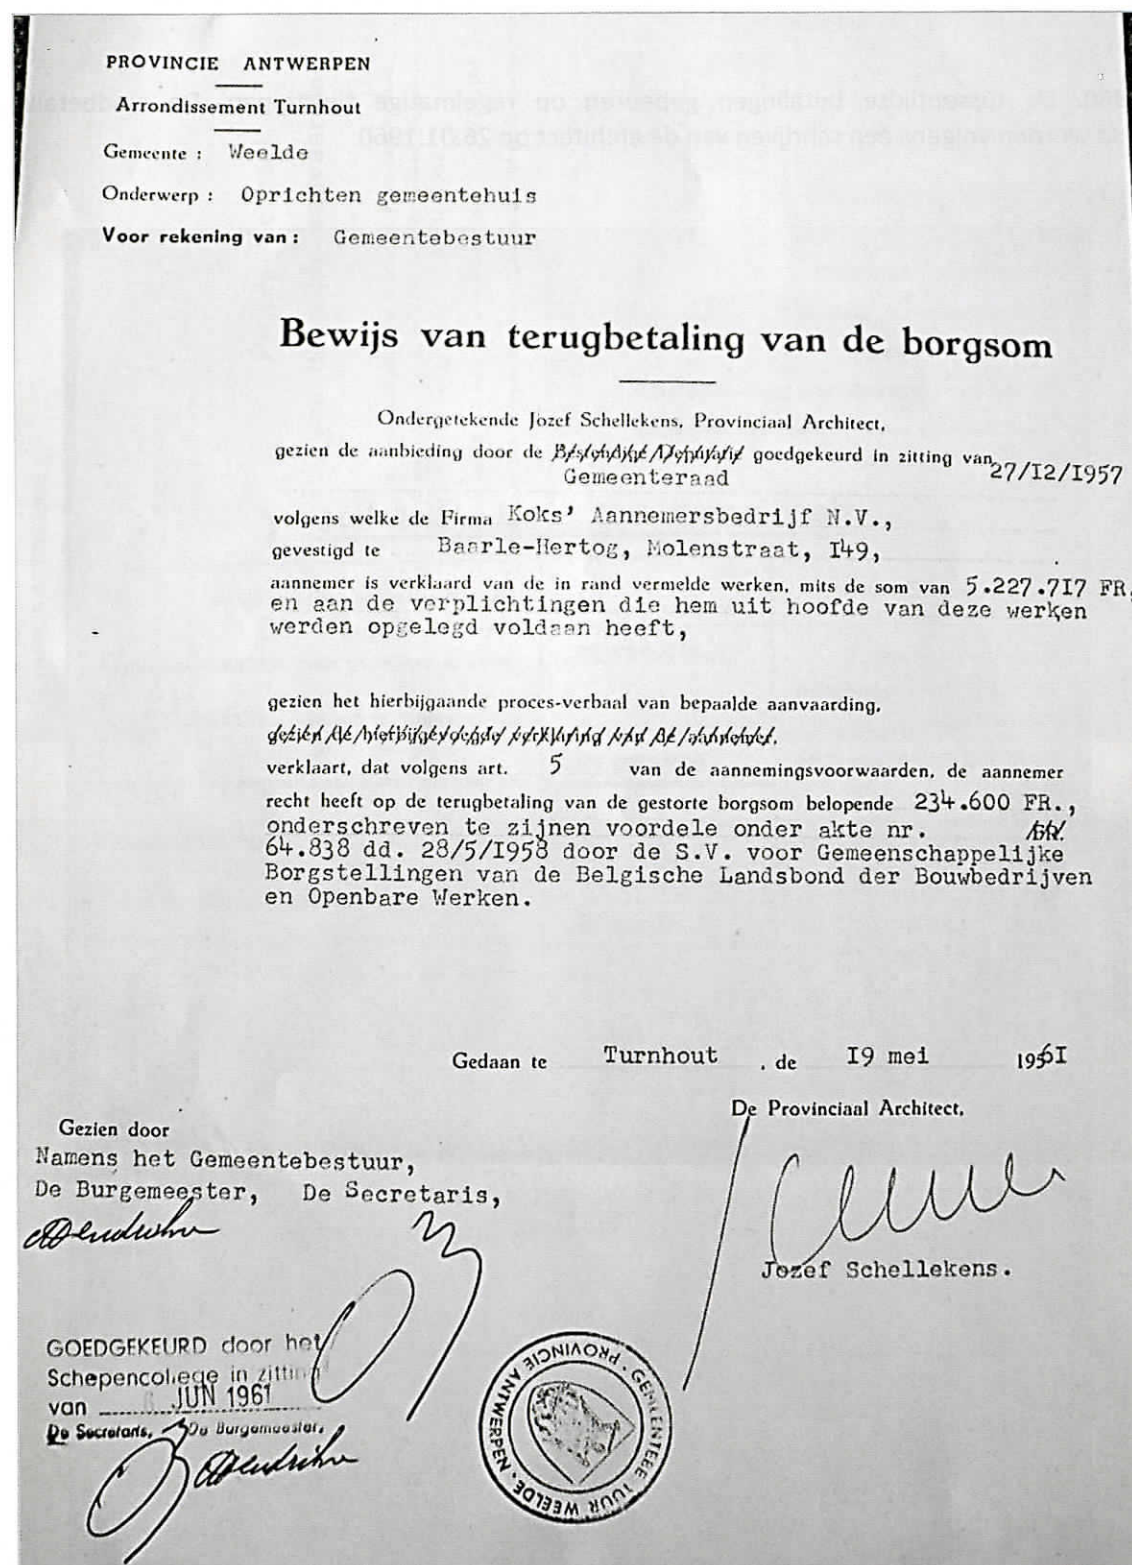 PROVINCIE ANTWERPEN
Arrondissement Turnhout
Gemeente : Weelde
Onderwerp : Oprichten gemeentehuis
Voor rekening van : Gemeentebestuur
Bewijs van terugbetaling van de borgsom
Ondergetekende Jozef Schellekens, Provinciaal Architect,
gezien de aanbieding door de goedgekeurd in zitting van 27/I2/I957
Gemeenteraad
volgens welke de Firma Koks' Aannemersbedrijf N.V.,
gevestigd te Baarle-Hertog, Molenstraat, I49,
aannemer is verklaard van de in rand vermelde werken, mits de som van 5.227.7I7 FR.
en aan de verplichtingen die hem uit hoofde van deze werken
werden opgelegd voldaan heeft,
gezien het hierbijgaande proces-verbaal van bepaalde aanvaarding,
verklaart, dat volgens art. 5 van de aannemingsvoorwaarden, de aannemer
recht heeft op de terugbetaling van de gestorte borgsom belopende 234.600 FR.,
onderschreven te zijnen voordele onder akte nr.
64.838 dd. 28/5/I958 door de S.V. voor Gemeenschappelijke
Borgstellingen van de Belgische Landsbond der Bouwbedrijven
en Openbare Werken.
Gedaan te Turnhout , de I9 mei 196I
De Provinciaal Architect,
Gezien door
Namens het Gemeentebestuur,
De Burgemeester, De Secretaris,
Jozef Schellekens.
GOEDGEKEURD door het
Schepencollege in zitting
van JUN 1961
De Secretaris, De Burgemeester,
PROVINCIE ANTWERPEN · GEMEENTEBESTUUR WEELDE ·